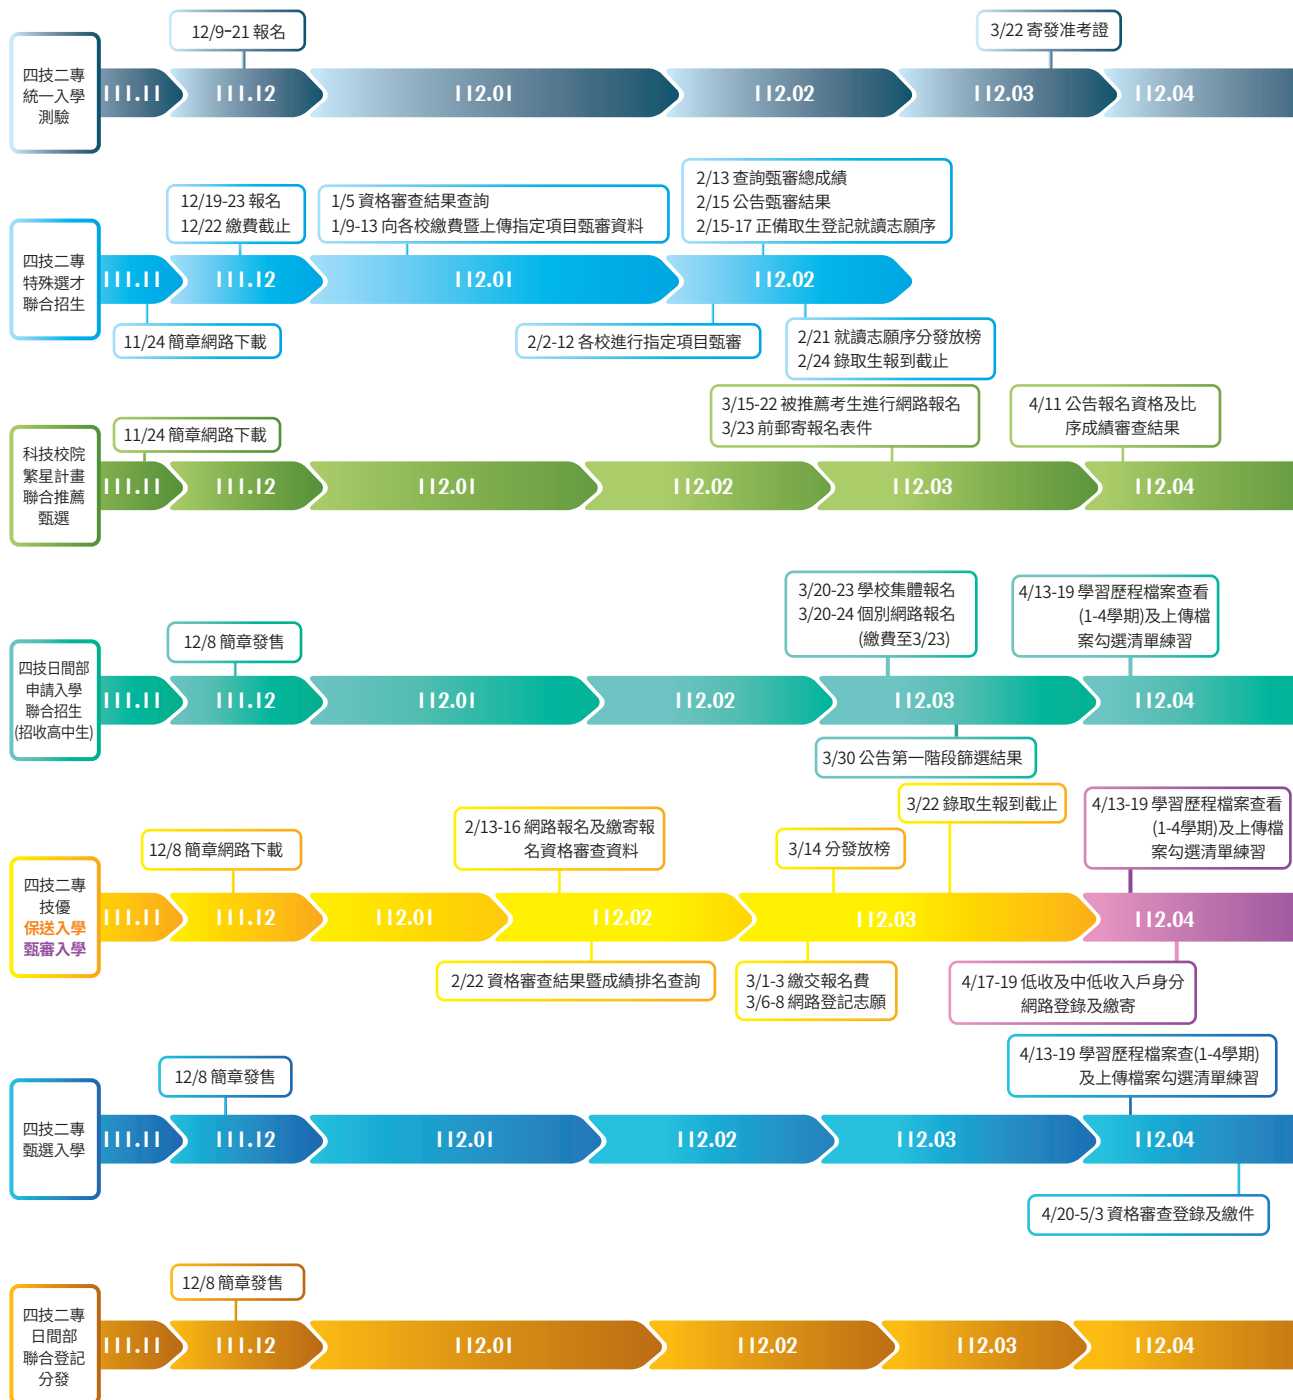 12/9-21 報名
3/22 寄發准考證
四技二專
統一入學
測驗
111.11
111.12
112.01
112.02
112.03
112.04
12/19-23 報名
12/22 繳費截止
1/5 資格審查結果查詢
1/9-13 向各校繳費暨上傳指定項目甄審資料
2/13 查詢甄審總成績
2/15 公告甄審結果
2/15-17 正備取生登記就讀志願序
四技二專
特殊選才
聯合招生
111.11
111.12
112.01
112.02
11/24 簡章網路下載
2/2-12 各校進行指定項目甄審
2/21 就讀志願序分發放榜
2/24 錄取生報到截止
11/24 簡章網路下載
3/15-22 被推薦考生進行網路報名
3/23 前郵寄報名表件
4/11 公告報名資格及比
序成績審查結果
科技校院
繁星計畫
聯合推薦
甄選
111.11
111.12
112.01
112.02
112.03
112.04
12/8 簡章發售
3/20-23 學校集體報名
3/20-24 個別網路報名
(繳費至3/23)
4/13-19 學習歷程檔案查看
(1-4學期)及上傳檔
案勾選清單練習
四技日間部
申請入學
聯合招生
(招收高中生)
111.11
111.12
112.01
112.02
112.03
112.04
3/30 公告第一階段篩選結果
12/8 簡章網路下載
2/13-16 網路報名及繳寄報
名資格審查資料
3/14 分發放榜
3/22 錄取生報到截止
4/13-19 學習歷程檔案查看
(1-4學期)及上傳檔
案勾選清單練習
四技二專
技優
保送入學
甄審入學
111.11
111.12
112.01
112.02
112.03
112.04
2/22 資格審查結果暨成績排名查詢
3/1-3 繳交報名費
3/6-8 網路登記志願
4/17-19 低收及中低收入戶身分
網路登錄及繳寄
12/8 簡章發售
4/13-19 學習歷程檔案查(1-4學期)
及上傳檔案勾選清單練習
四技二專
甄選入學
111.11
111.12
112.01
112.02
112.03
112.04
4/20-5/3 資格審查登錄及繳件
12/8 簡章發售
四技二專
日間部
聯合登記
分發
111.11
111.12
112.01
112.02
112.03
112.04